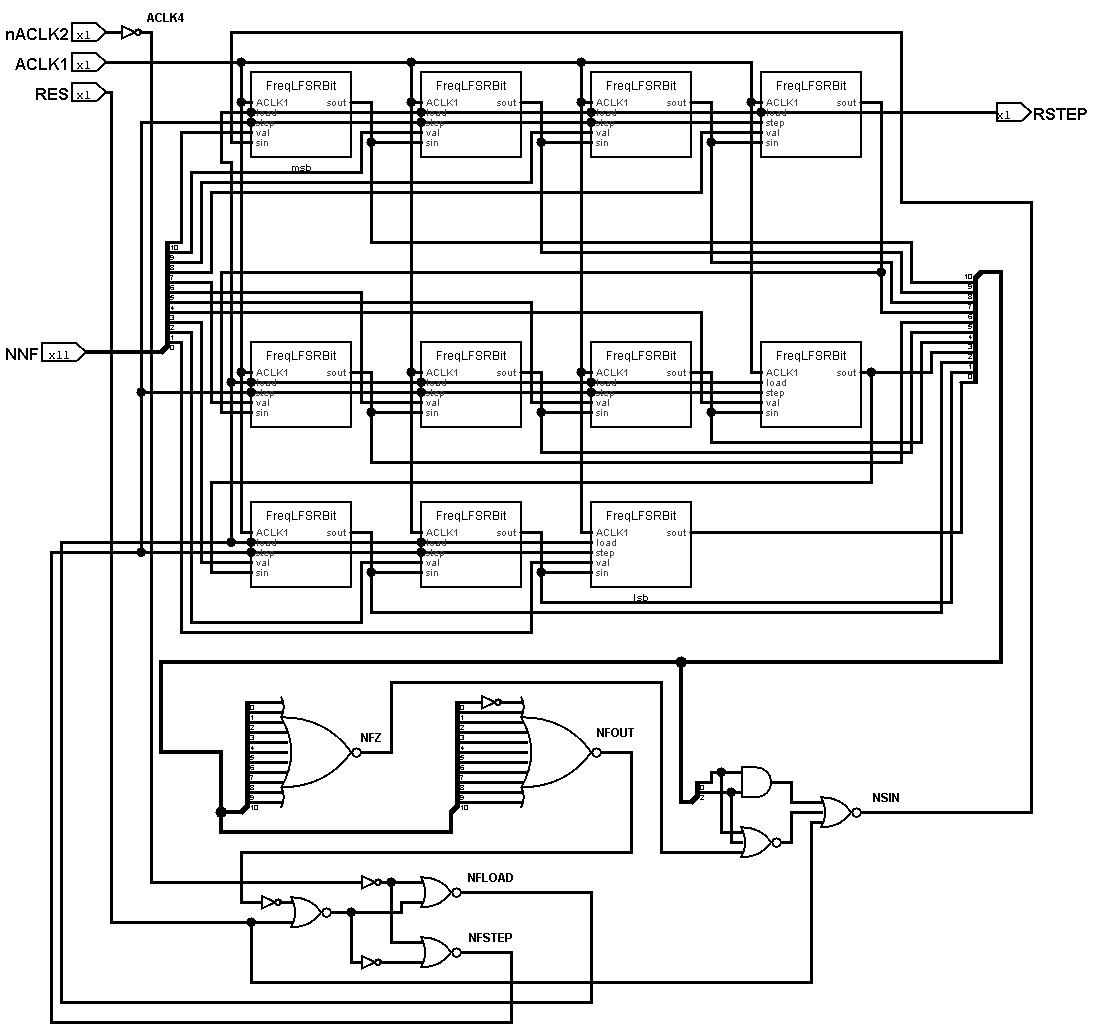 nACLK2 x1 ACLK4
ACLK1 x1
RES x1
FreqLFSRBit FreqLFSRBit FreqLFSRBit FreqLFSRBit
ACLK1 sout ACLK1 sout ACLK1 sout ACLK1 sout
load load load load x1 RSTEP
step step step step
val val val val
sin sin sin sin
msb
10
9
8
7
6
5
4
3
2
1
0
10
9
8
7
6
5
4
3
2
1
0
NNF x11
FreqLFSRBit FreqLFSRBit FreqLFSRBit FreqLFSRBit
ACLK1 sout ACLK1 sout ACLK1 sout ACLK1 sout
load load load load
step step step step
val val val val
sin sin sin sin
FreqLFSRBit FreqLFSRBit FreqLFSRBit
ACLK1 sout ACLK1 sout ACLK1 sout
load load load
step step step
val val val
sin sin sin
lsb
0
1
2
3
4
5
6
7
8
9
10
NFZ
0
1
2
3
4
5
6
7
8
9
10
NFOUT
0
2
NSIN
NFLOAD
NFSTEP